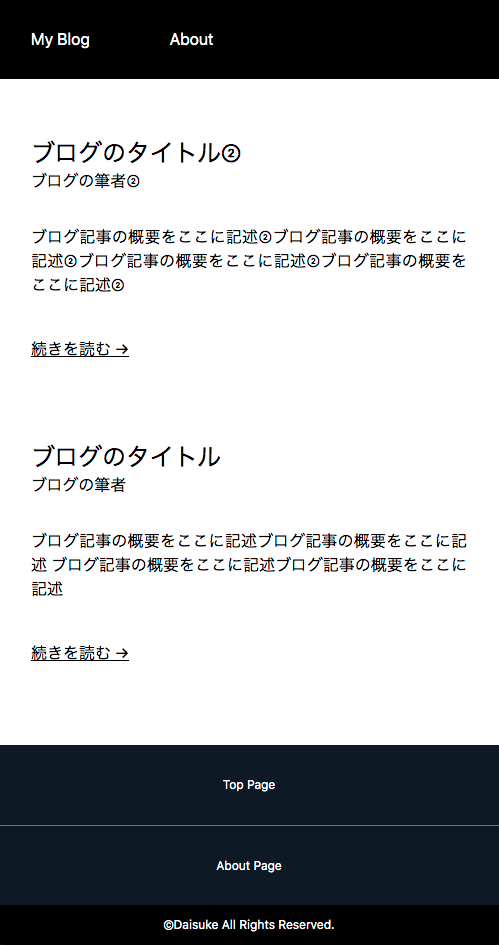 My Blog About
ブログのタイトル②
ブログの筆者②
ブログ記事の概要をここに記述②ブログ記事の概要をここに
記述②ブログ記事の概要をここに記述②ブログ記事の概要を
ここに記述②
続きを読む →
ブログのタイトル
ブログの筆者
ブログ記事の概要をここに記述ブログ記事の概要をここに記
述 ブログ記事の概要をここに記述ブログ記事の概要をここに
記述
続きを読む →
Top Page
About Page
©Daisuke All Rights Reserved.